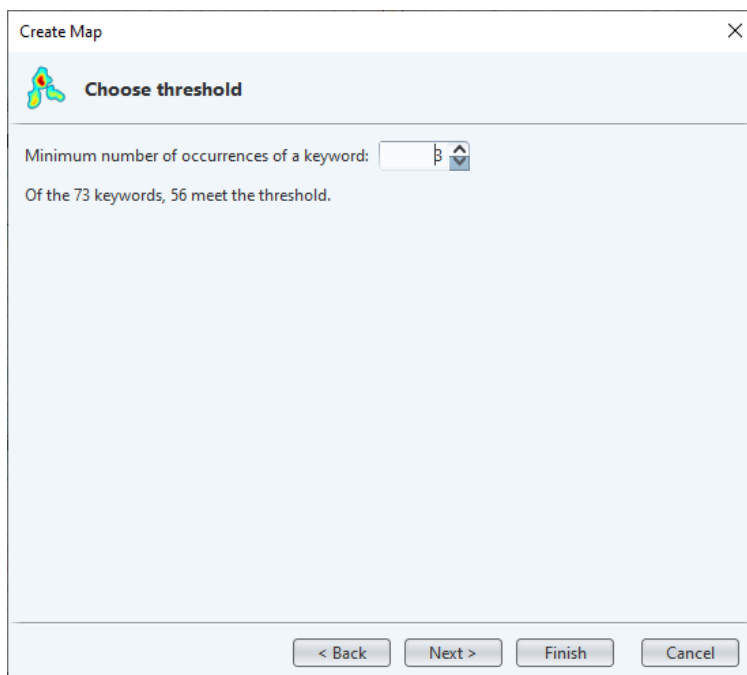 Create Map
Choose threshold
Minimum number of occurrences of a keyword: 3
Of the 73 keywords, 56 meet the threshold.
< Back Next > Finish Cancel